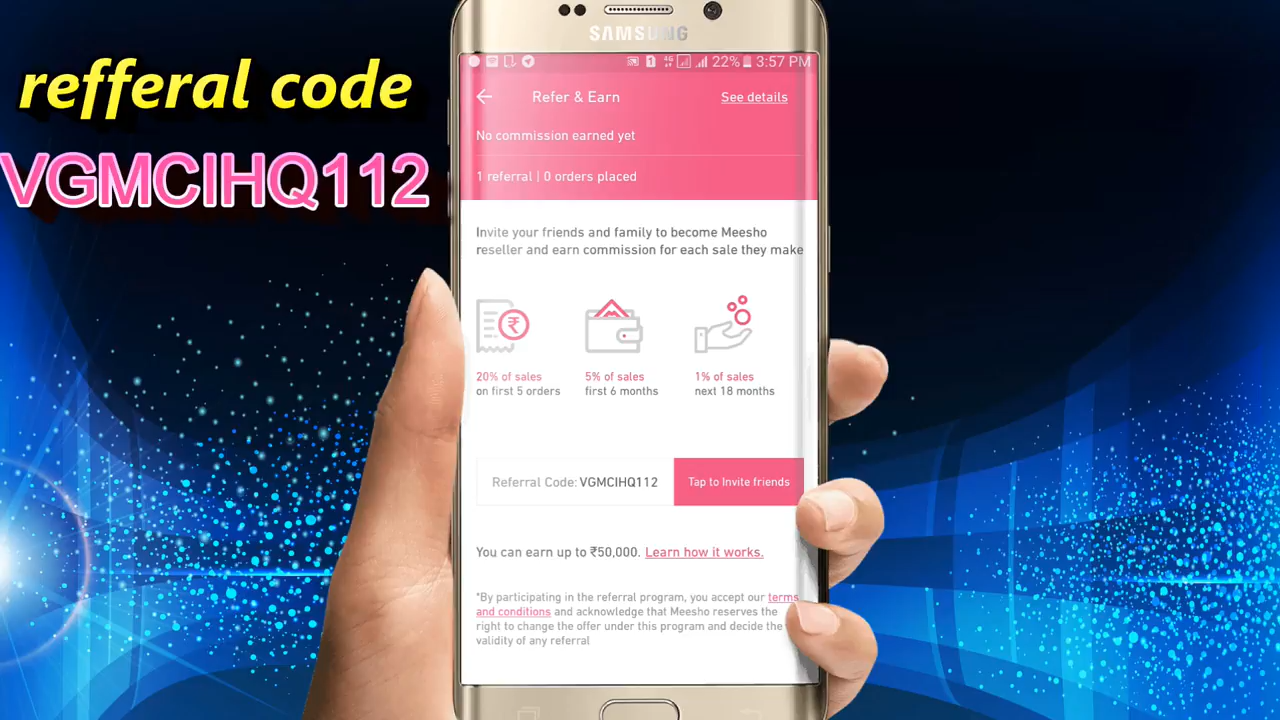 refferal code
VGMCIHQ112
SAMSUNG
4G 1 22% 3:57 PM
Refer & Earn See details
No commission earned yet
1 referral | 0 orders placed
Invite your friends and family to become Meesho
reseller and earn commission for each sale they make
20% of sales 5% of sales 1% of sales
on first 5 orders first 6 months next 18 months
Referral Code: VGMCIHQ112 Tap to Invite friends
You can earn up to ₹50,000. Learn how it works.
*By participating in the referral program, you accept our terms
and conditions and acknowledge that Meesho reserves the
right to change the offer under this program and decide the
validity of any referral